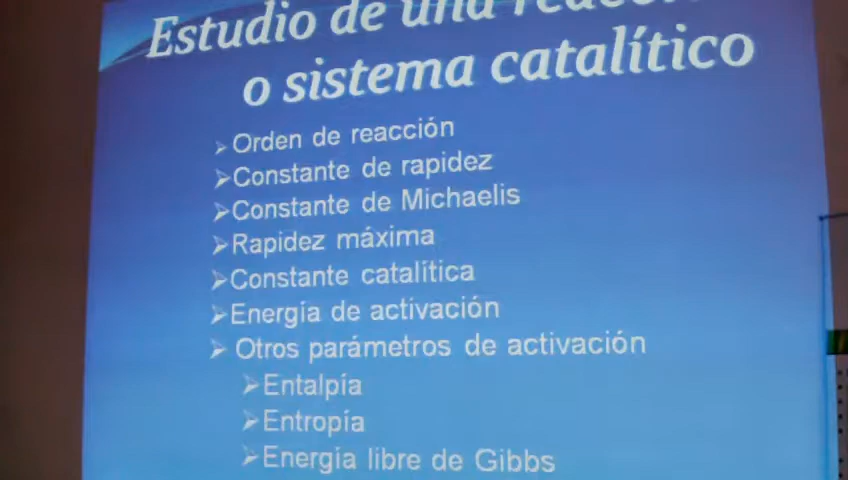 Estudio de una
o sistema catalítico
Orden de reacción
Constante de rapidez
Constante de Michaelis
Rapidez máxima
Constante catalítica
Energía de activación
Otros parámetros de activación
Entalpía
Entropía
Energía libre de Gibbs